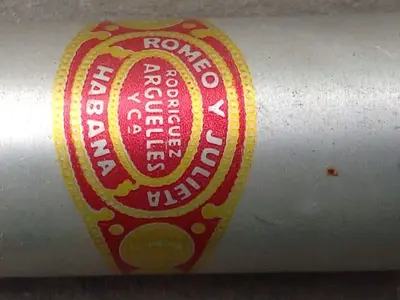 ROMEO Y JULIETA
RODRIGUEZ
ARGUELLES
Y CA
HABANA